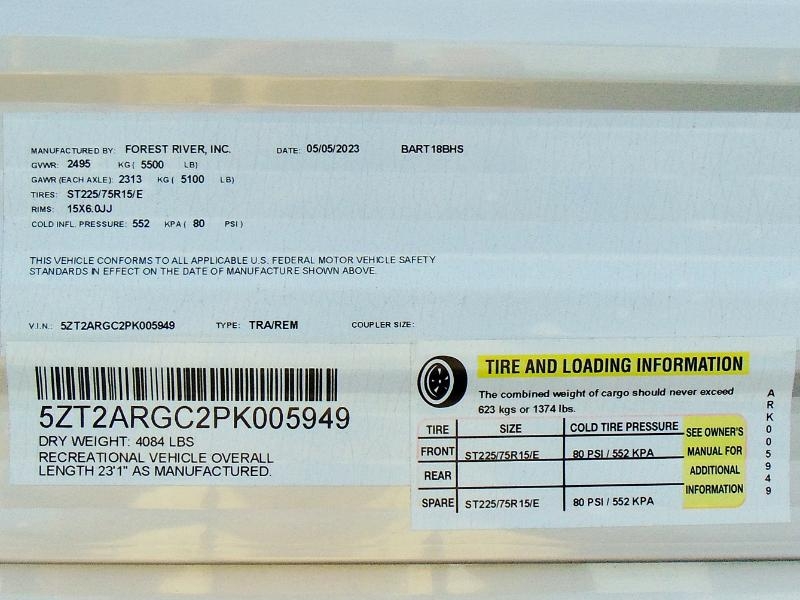 MANUFACTURED BY: FOREST RIVER, INC. DATE: 05/05/2023 BART18BHS
GVWR: 2495 KG ( 5500 LB)
GAWR (EACH AXLE): 2313 KG ( 5100 LB)
TIRES: ST225/75R15/E
RIMS: 15X6.0JJ
COLD INFL. PRESSURE: 552 KPA ( 80 PSI )
THIS VEHICLE CONFORMS TO ALL APPLICABLE U.S. FEDERAL MOTOR VEHICLE SAFETY
STANDARDS IN EFFECT ON THE DATE OF MANUFACTURE SHOWN ABOVE.
V.I.N.: 5ZT2ARGC2PK005949 TYPE: TRA/REM COUPLER SIZE:
5ZT2ARGC2PK005949
DRY WEIGHT: 4084 LBS
RECREATIONAL VEHICLE OVERALL
LENGTH 23'1" AS MANUFACTURED.
TIRE AND LOADING INFORMATION
The combined weight of cargo should never exceed
623 kgs or 1374 lbs.
TIRE SIZE COLD TIRE PRESSURE
FRONT ST225/75R15/E 80 PSI / 552 KPA
REAR
SPARE ST225/75R15/E 80 PSI / 552 KPA
SEE OWNER'S
MANUAL FOR
ADDITIONAL
INFORMATION
ARK005949